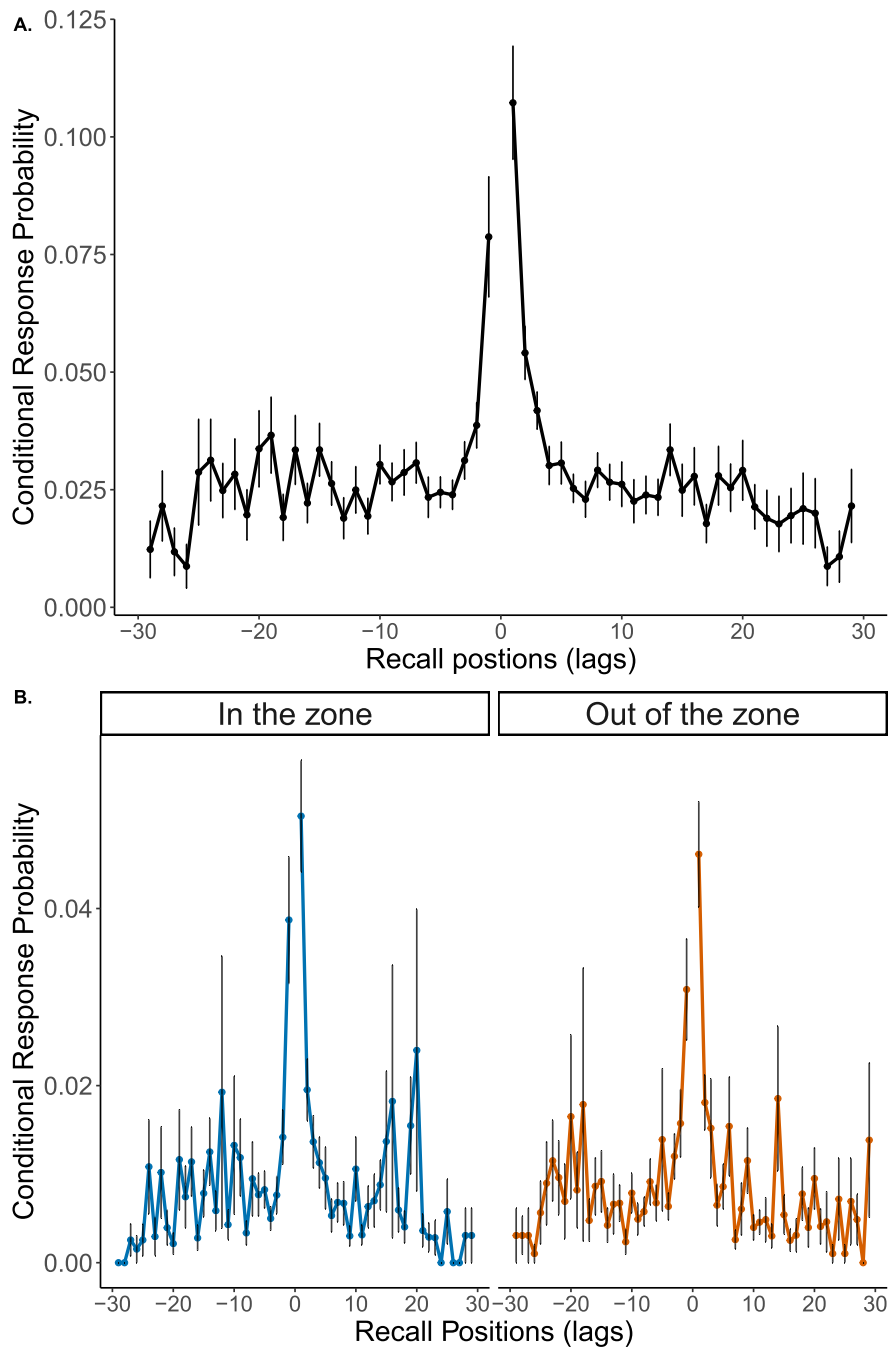 A.
Conditional Response Probability
0.125
0.100
0.075
0.050
0.025
0.000
−30 −20 −10 0 10 20 30
Recall postions (lags)
B.
In the zone Out of the zone
Conditional Response Probability
0.04
0.02
0.00
−30 −20 −10 0 10 20 30 −30 −20 −10 0 10 20 30
Recall Positions (lags)